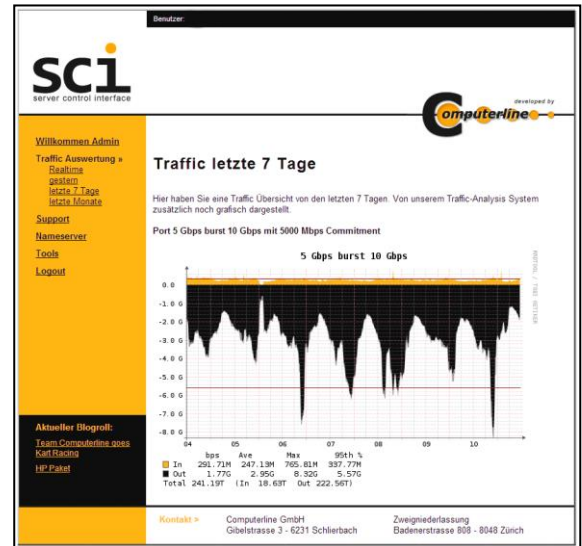 Benutzer:
sci
server control interface
developed by
Computerline
Willkommen Admin
Traffic Auswertung »
Realtime
gestern
letzte 7 Tage
letzte Monate
Support
Nameserver
Tools
Logout
Traffic letzte 7 Tage
Hier haben Sie eine Traffic Übersicht von den letzten 7 Tagen. Von unserem Traffic-Analysis System
zusätzlich noch grafisch dargestellt.
Port 5 Gbps burst 10 Gbps mit 5000 Mbps Commitment
5 Gbps burst 10 Gbps
RRDTOOL / TOBI OETIKER
0.0
-1.0 G
-2.0 G
-3.0 G
-4.0 G
-5.0 G
-6.0 G
-7.0 G
-8.0 G
04 05 06 07 08 09 10
bps Ave Max 95th %
In 291.71M 247.13M 765.81M 337.77M
Out 1.77G 2.95G 8.32G 5.57G
Total 241.19T (In 18.63T Out 222.56T)
Aktueller Blogroll:
Team Computerline goes
Kart Racing
HP Paket
Kontakt >
Computerline GmbH
Gibelstrasse 3 - 6231 Schlierbach
Zweigniederlassung
Badenerstrasse 808 - 8048 Zürich